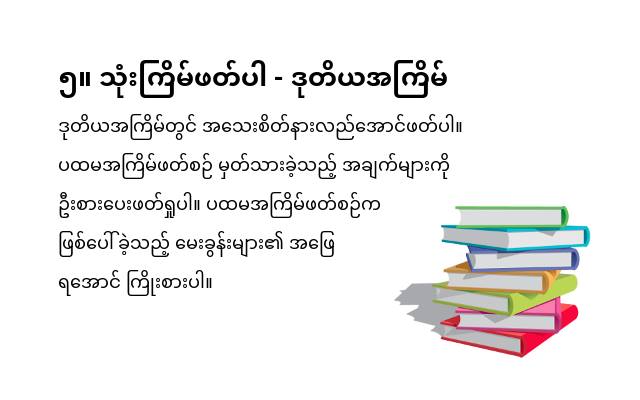 ၅။ သုံးကြိမ်ဖတ်ပါ - ဒုတိယအကြိမ်
ဒုတိယအကြိမ်တွင် အသေးစိတ်နားလည်အောင်ဖတ်ပါ။
ပထမအကြိမ်ဖတ်စဉ် မှတ်သားခဲ့သည့် အချက်များကို
ဦးစားပေးဖတ်ရှုပါ။ ပထမအကြိမ်ဖတ်စဉ်က
ဖြစ်ပေါ်ခဲ့သည့် မေးခွန်းများ၏ အဖြေ
ရအောင် ကြိုးစားပါ။